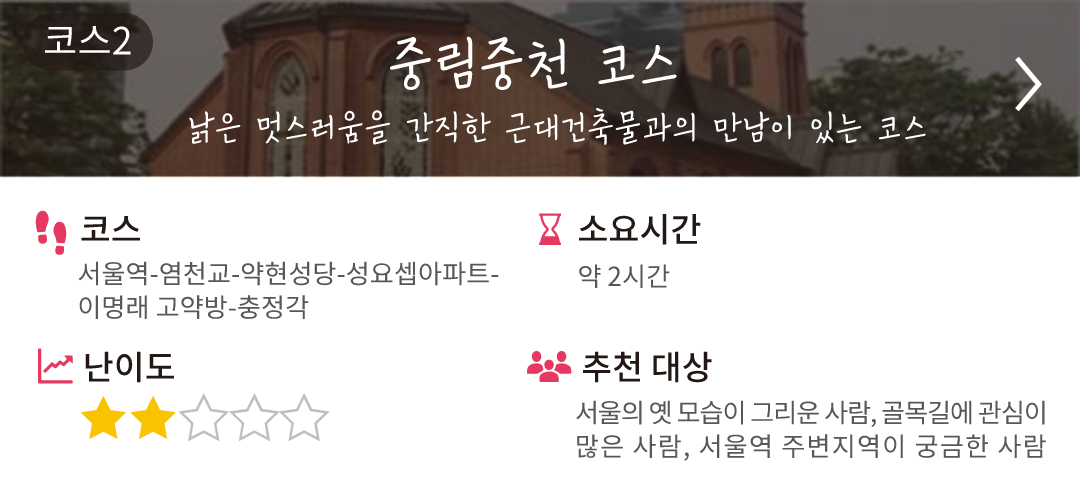 코스2
중림중천 코스
낡은 멋스러움을 간직한 근대건축물과의 만남이 있는 코스
코스
서울역-염천교-약현성당-성요셉아파트-
이명래 고약방-충정각
소요시간
약 2시간
난이도
추천 대상
서울의 옛 모습이 그리운 사람, 골목길에 관심이
많은 사람, 서울역 주변지역이 궁금한 사람